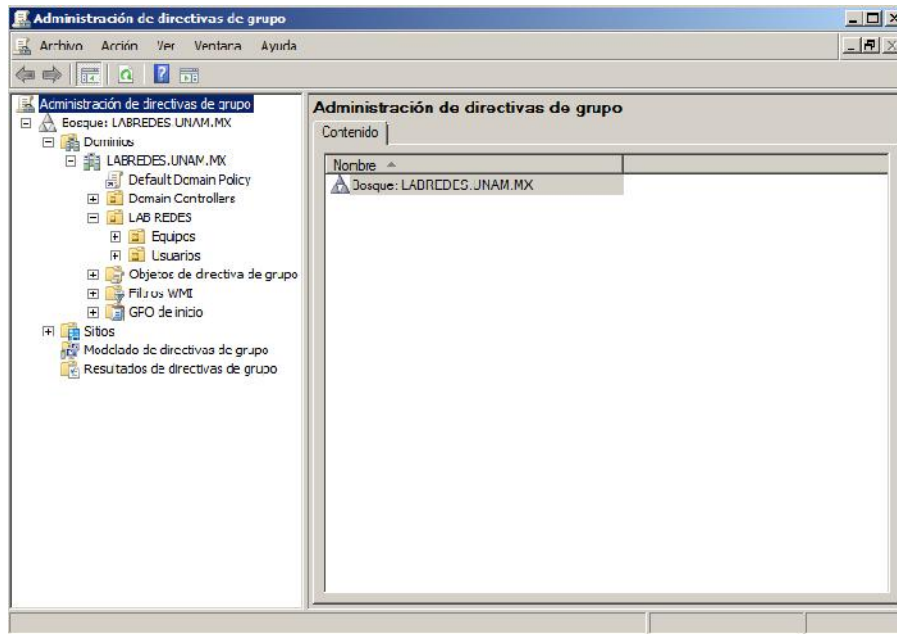 Administración de directivas de grupo
Archivo Acción Ver Ventana Ayuda
Administración de directivas de grupo
Bosque: LABREDES.UNAM.MX
Dominios
LABREDES.UNAM.MX
Default Domain Policy
Domain Controllers
LAB REDES
Equipos
Usuarios
Objetos de directiva de grupo
Filtros WMI
GPO de inicio
Sitios
Modelado de directivas de grupo
Resultados de directivas de grupo
Administración de directivas de grupo
Contenido
Nombre
Bosque: LABREDES.UNAM.MX